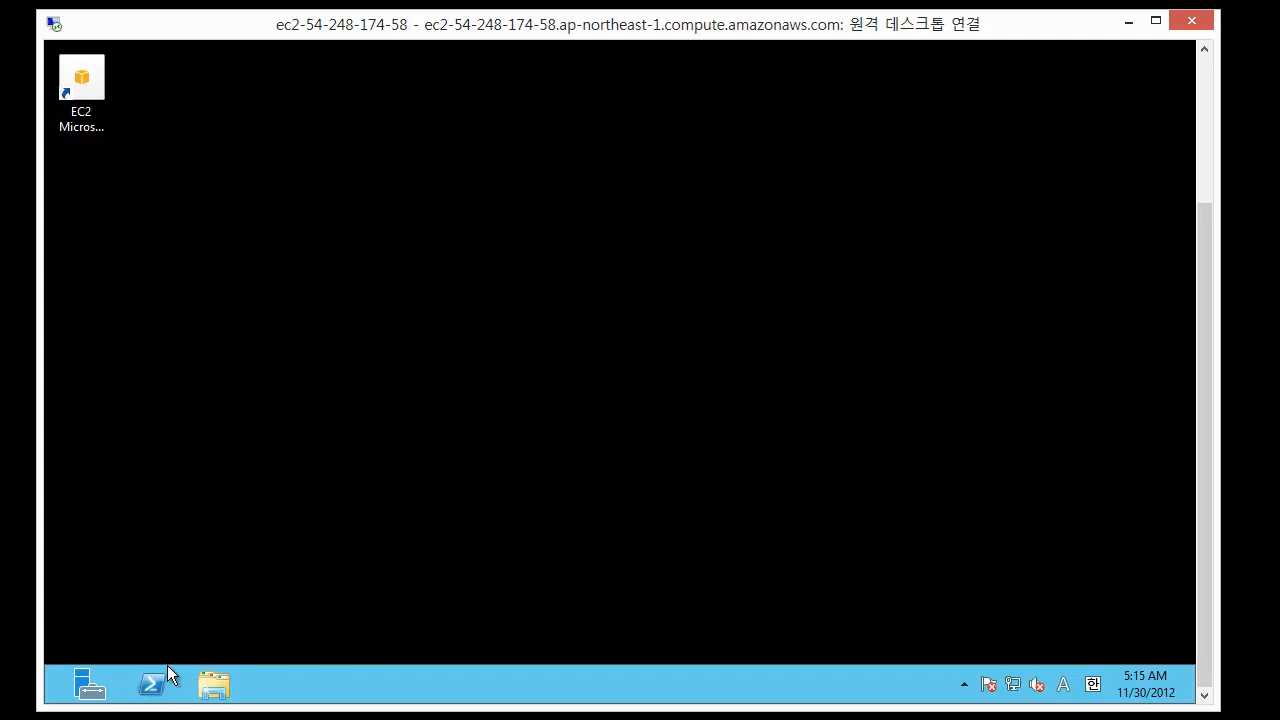 ec2-54-248-174-58 - ec2-54-248-174-58.ap-northeast-1.compute.amazonaws.com: 원격 데스크톱 연결
EC2
Micros...
A 한
5:15 AM
11/30/2012